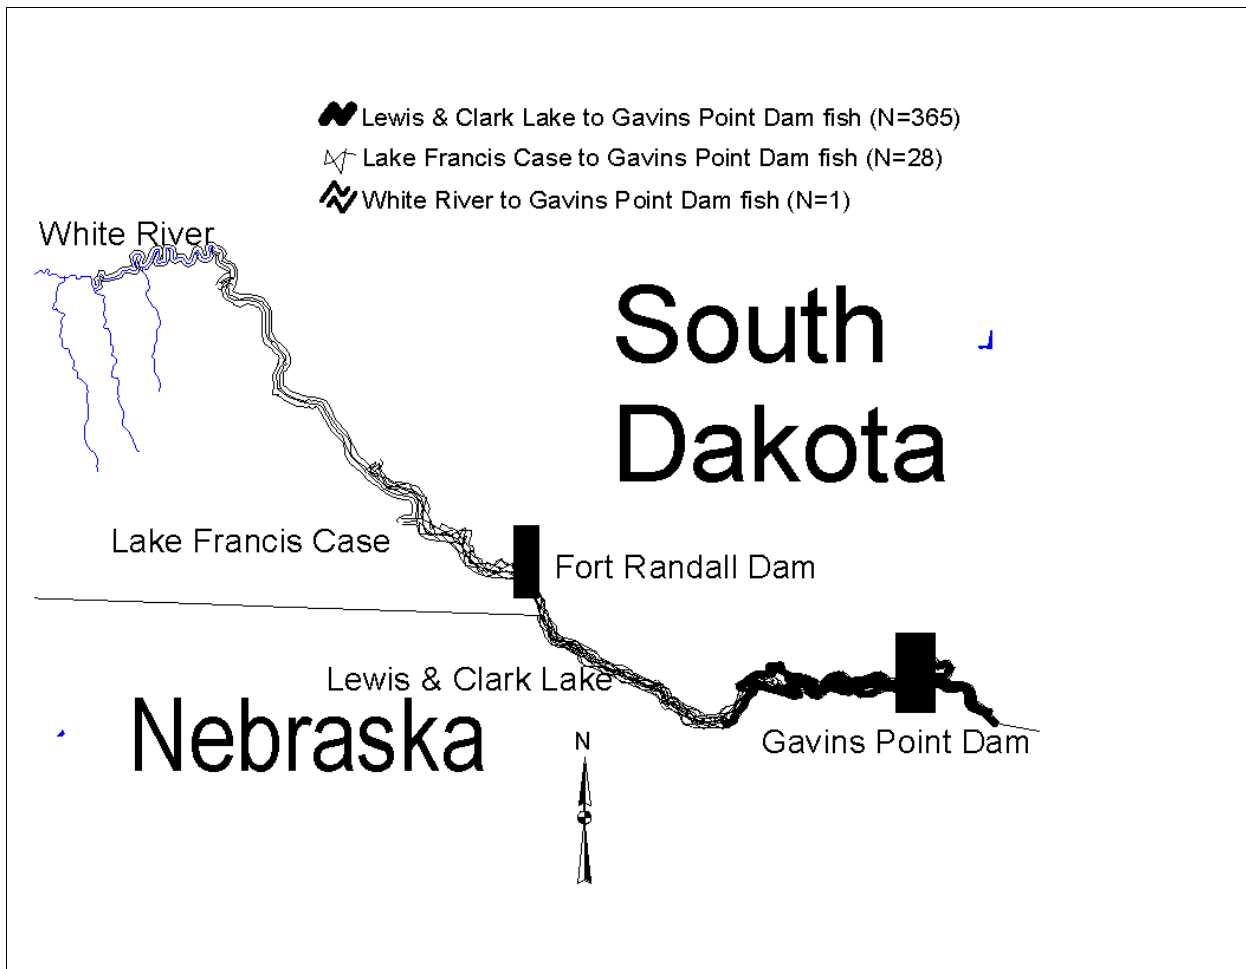 Lewis & Clark Lake to Gavins Point Dam fish (N=365)
Lake Francis Case to Gavins Point Dam fish (N=28)
White River to Gavins Point Dam fish (N=1)
White River
South
Dakota
Lake Francis Case
Fort Randall Dam
Lewis & Clark Lake
Nebraska
Gavins Point Dam
N